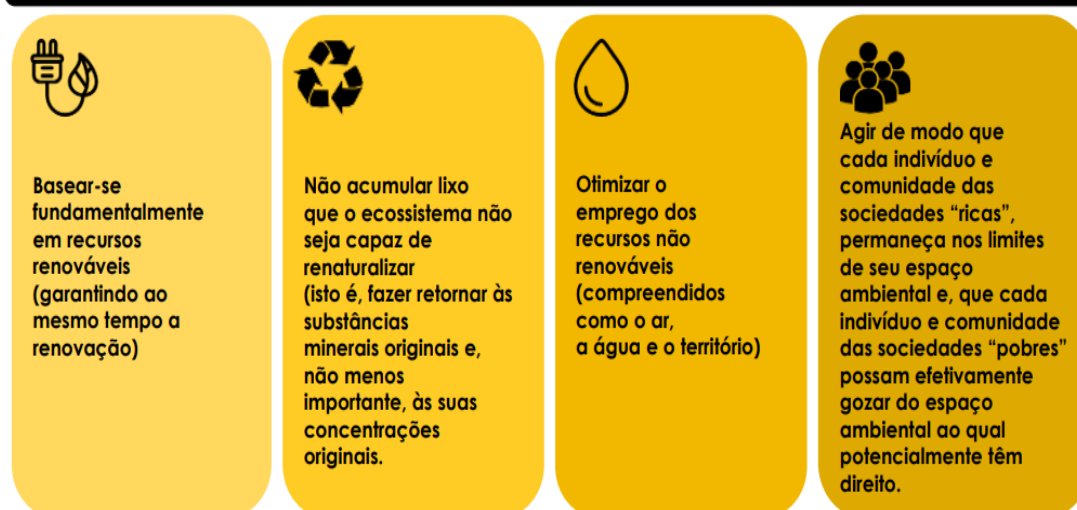 Basear-se
fundamentalmente
em recursos
renováveis
(garantindo ao
mesmo tempo a
renovação)
Não acumular lixo
que o ecossistema não
seja capaz de
renaturalizar
(isto é, fazer retornar às
substâncias
minerais originais e,
não menos
importante, às suas
concentrações
originais.
Otimizar o
emprego dos
recursos não
renováveis
(compreendidos
como o ar,
a água e o território)
Agir de modo que
cada indivíduo e
comunidade das
sociedades “ricas”,
permaneça nos limites
de seu espaço
ambiental e, que cada
indivíduo e comunidade
das sociedades “pobres”
possam efetivamente
gozar do espaço
ambiental ao qual
potencialmente têm
direito.